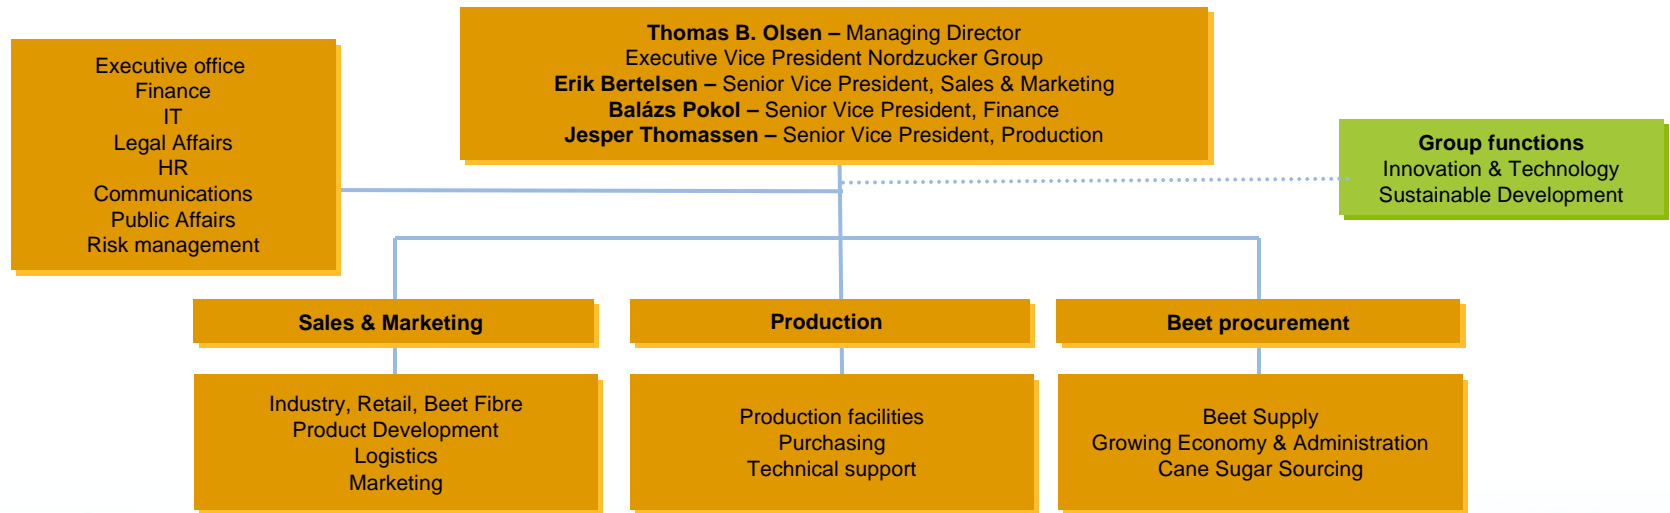 Thomas B. Olsen – Managing Director
Executive Vice President Nordzucker Group
Erik Bertelsen – Senior Vice President, Sales & Marketing
Balázs Pokol – Senior Vice President, Finance
Jesper Thomassen – Senior Vice President, Production
Executive office
Finance
IT
Legal Affairs
HR
Communications
Public Affairs
Risk management
Group functions
Innovation & Technology
Sustainable Development
Sales & Marketing
Industry, Retail, Beet Fibre
Product Development
Logistics
Marketing
Production
Production facilities
Purchasing
Technical support
Beet procurement
Beet Supply
Growing Economy & Administration
Cane Sugar Sourcing